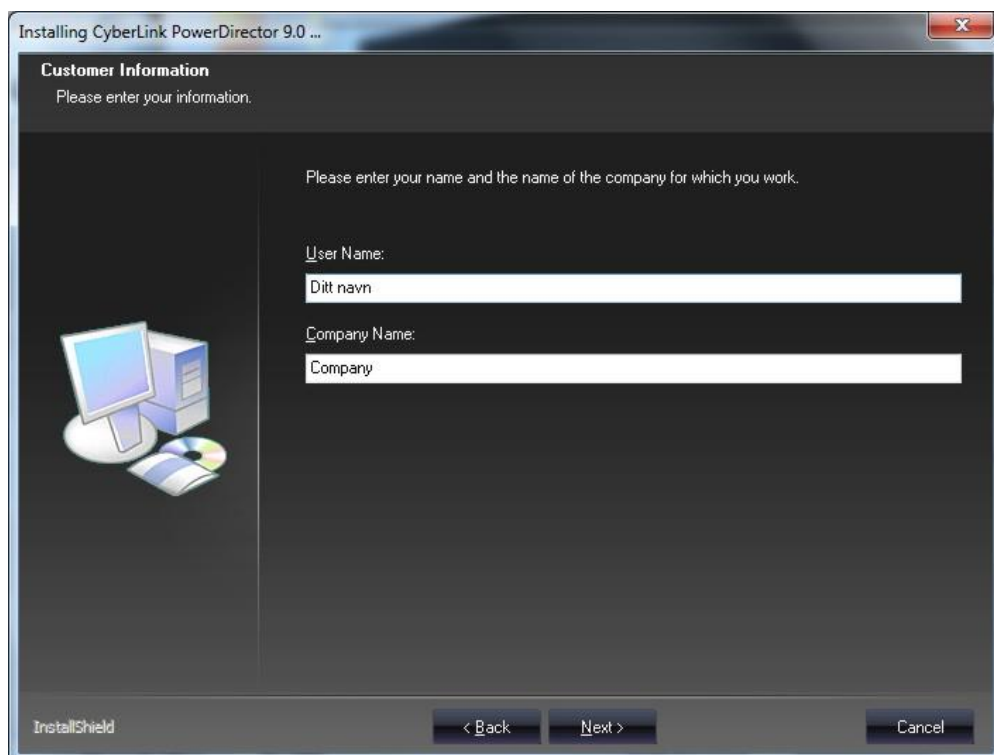 Installing CyberLink PowerDirector 9.0 ...
Customer Information
Please enter your information.
Please enter your name and the name of the company for which you work.
User Name:
Ditt navn
Company Name:
Company
InstallShield
< Back
Next >
Cancel